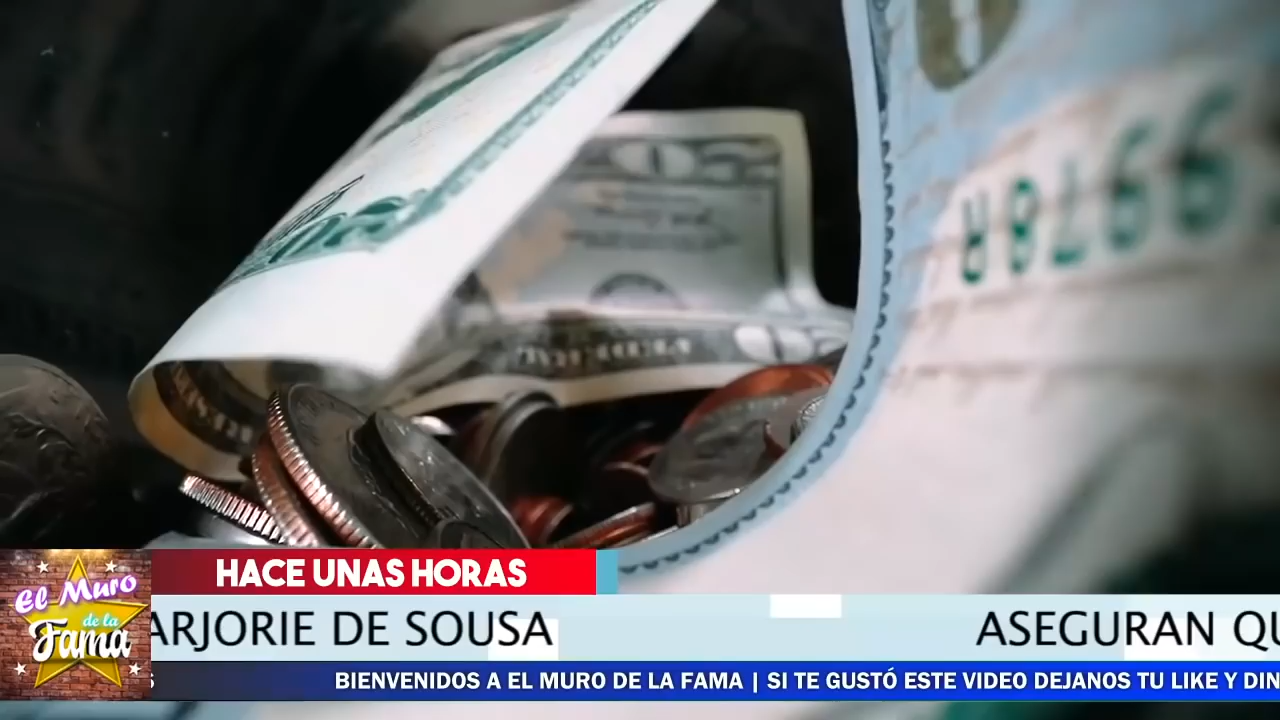 9978A
HACE UNAS HORAS
El Muro
de la
Fama
ARJORIE DE SOUSA
ASEGURAN QU
BIENVENIDOS A EL MURO DE LA FAMA | SI TE GUSTÓ ESTE VIDEO DEJANOS TU LIKE Y DIN